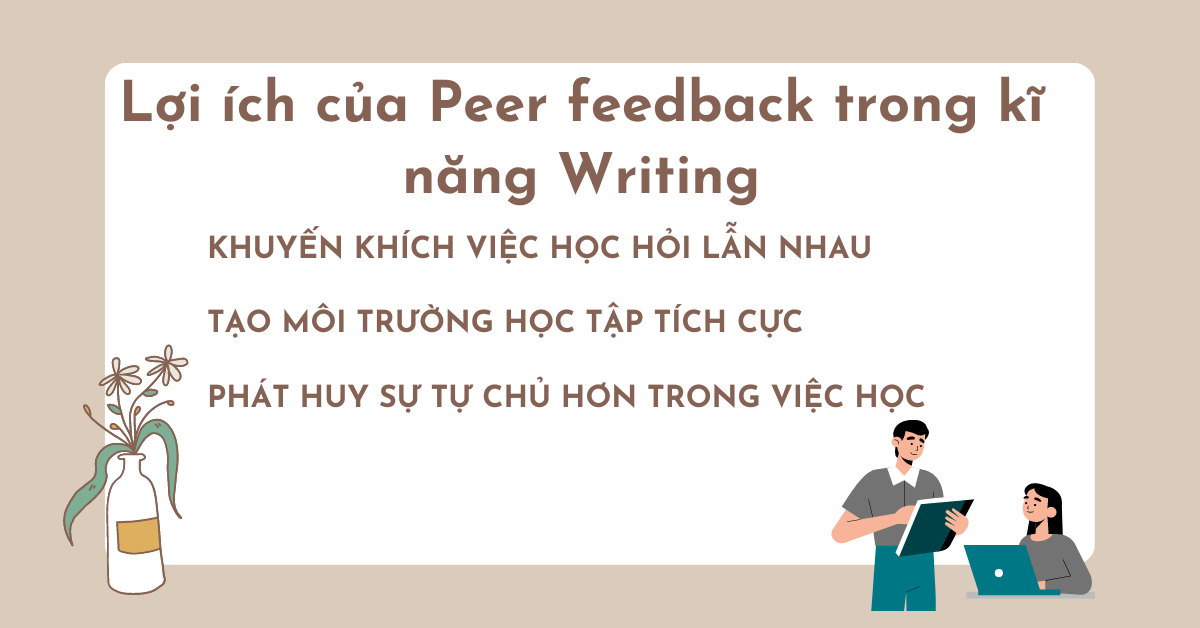 Lợi ích của Peer feedback trong kĩ
năng Writing
KHUYẾN KHÍCH VIỆC HỌC HỎI LẪN NHAU
TẠO MÔI TRƯỜNG HỌC TẬP TÍCH CỰC
PHÁT HUY SỰ TỰ CHỦ HƠN TRONG VIỆC HỌC